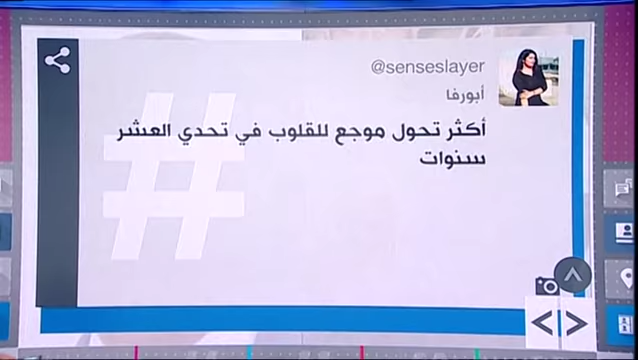 @senseslayer
أبورفا
أكثر تحول موجع للقلوب في تحدي العشر
سنوات